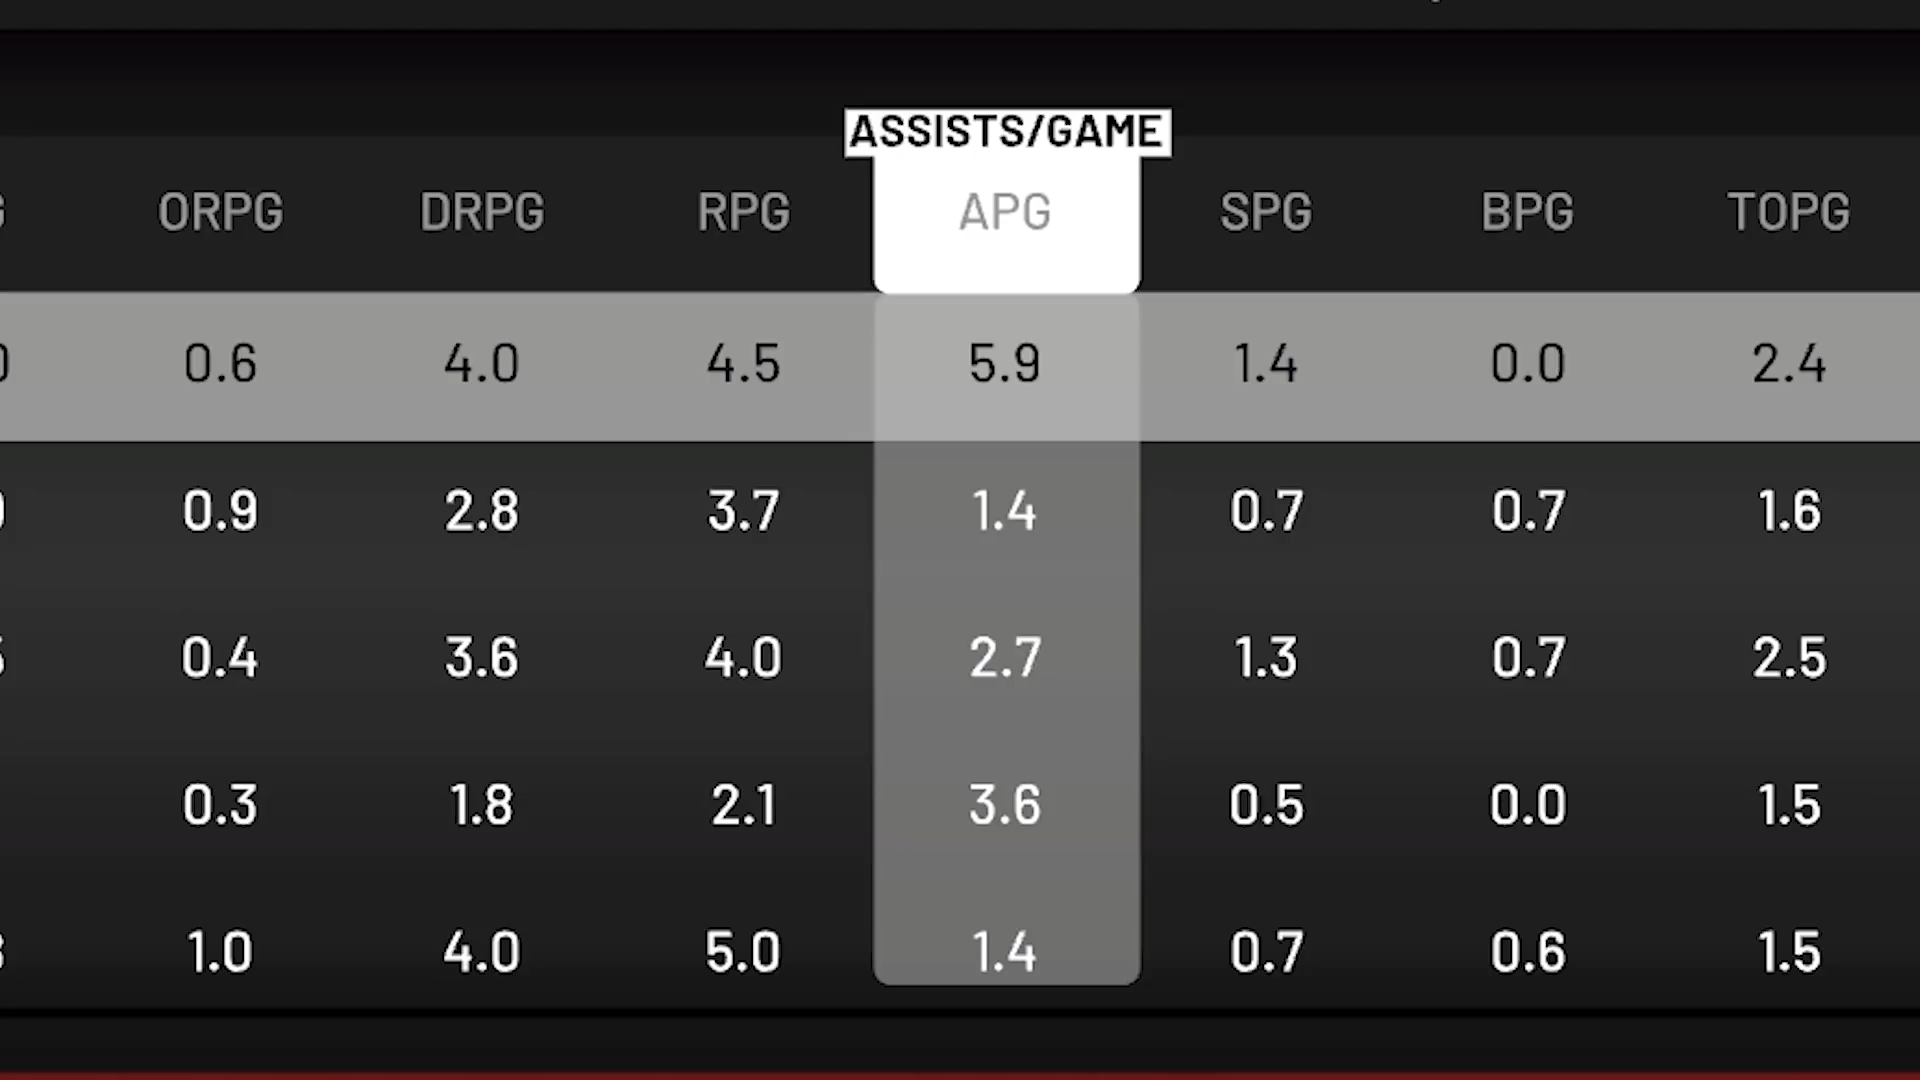 ASSISTS/GAME
ORPG DRPG RPG APG SPG BPG TOPG
0.6 4.0 4.5 5.9 1.4 0.0 2.4
0.9 2.8 3.7 1.4 0.7 0.7 1.6
0.4 3.6 4.0 2.7 1.3 0.7 2.5
0.3 1.8 2.1 3.6 0.5 0.0 1.5
1.0 4.0 5.0 1.4 0.7 0.6 1.5